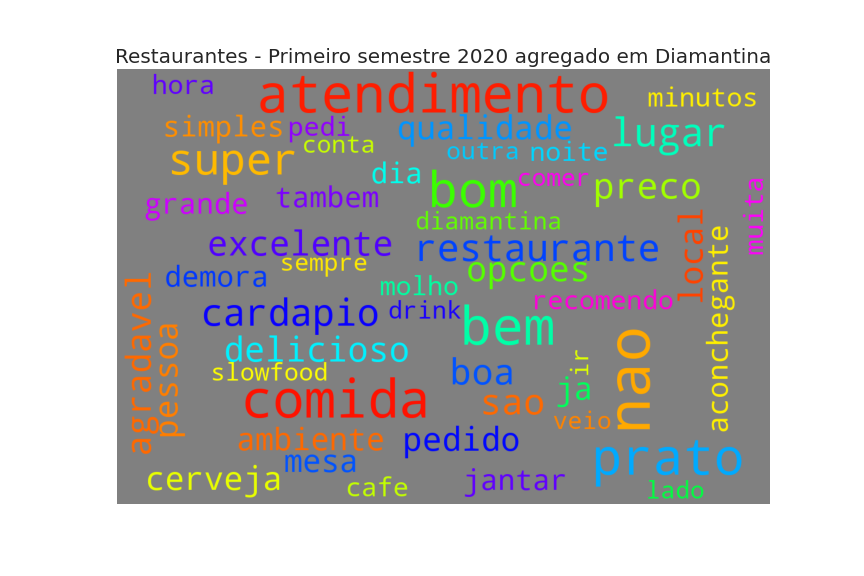 Restaurantes - Primeiro semestre 2020 agregado em Diamantina
hora
atendimento
minutos
simples
pedi
qualidade
lugar
conta
super
outra
noite
dia
comer
bom
preco
muita
grande
tambem
diamantina
local
excelente
restaurante
aconchegante
sempre
opcoes
demora
molho
agradavel
recomendo
cardapio
drink
bem
pessoa
nao
delicioso
slowfood
boa
ir
ja
comida
sao
veio
ambiente
pedido
prato
mesa
cerveja
cafe
jantar
lado